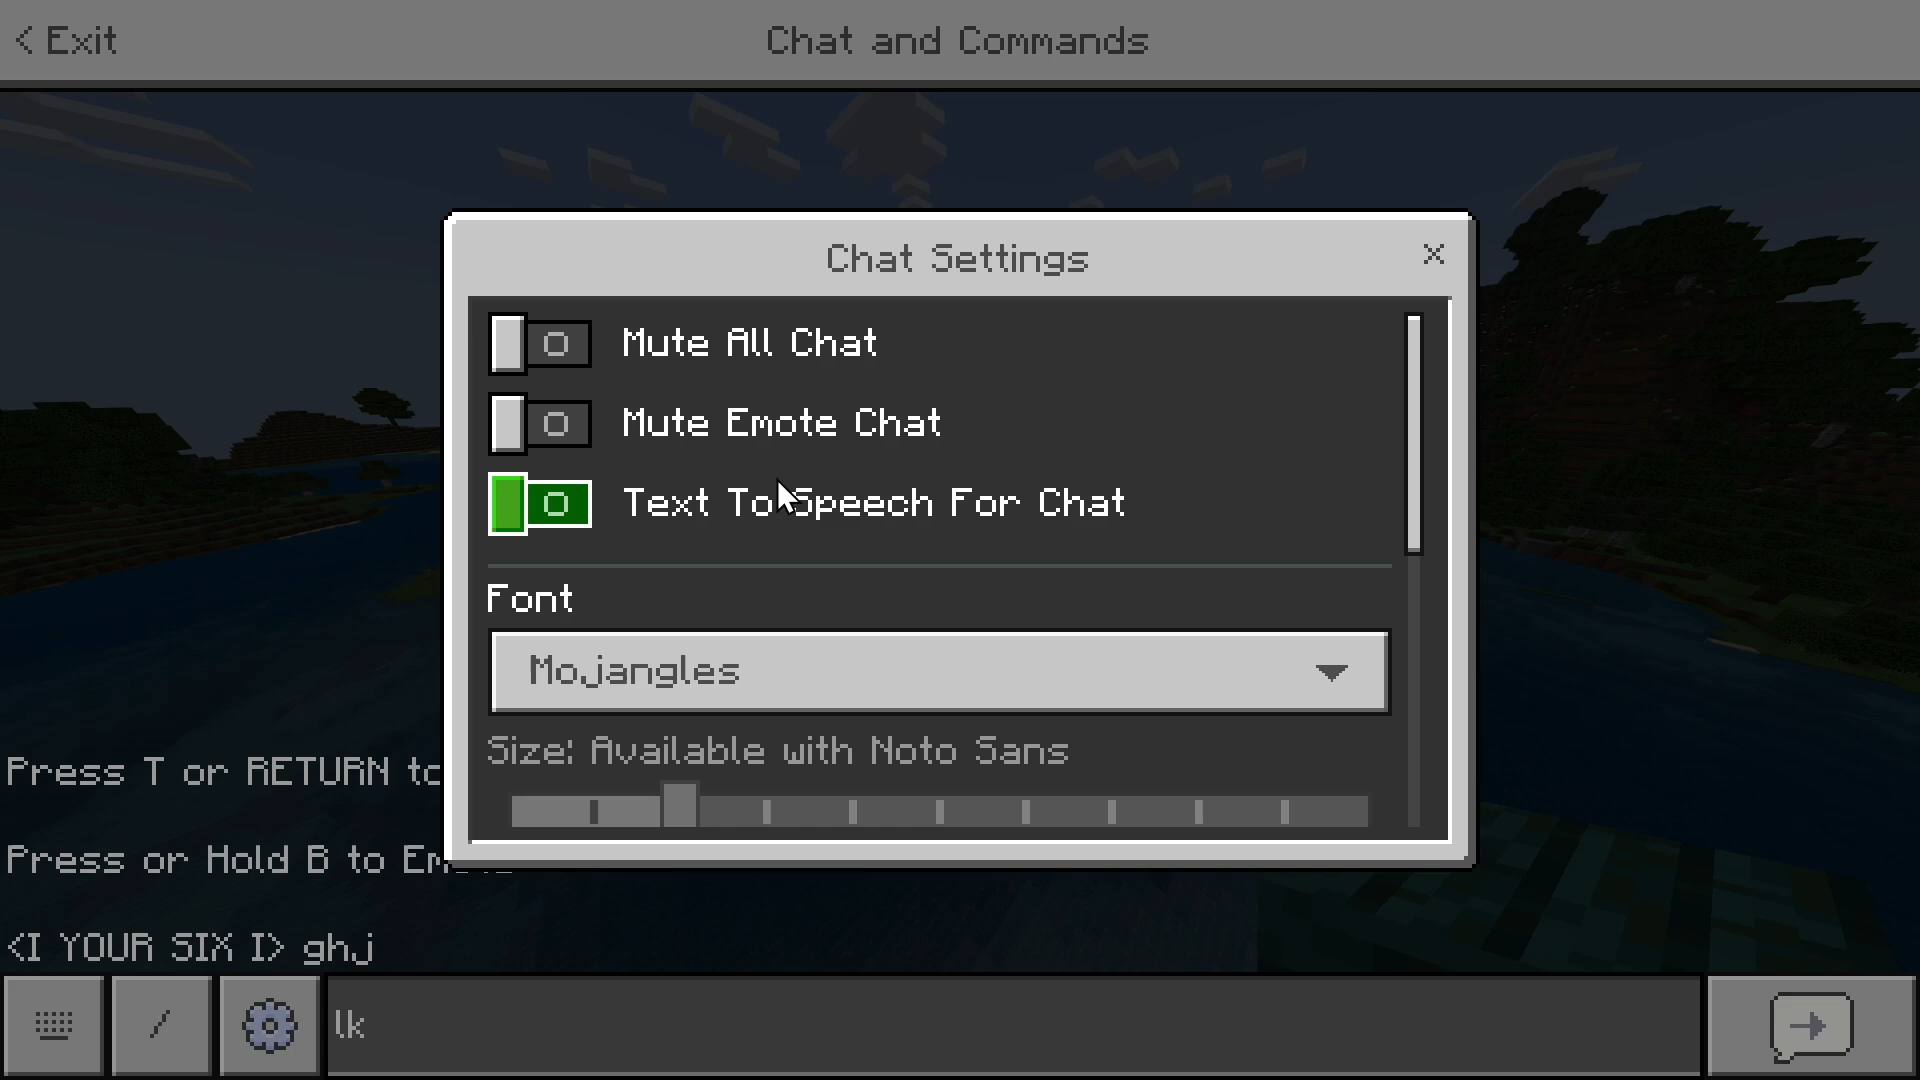 < Exit
Chat and Commands
Chat Settings
Mute All Chat
Mute Emote Chat
Text To Speech For Chat
Font
Mojangles
Size: Available with Noto Sans
Press T or RETURN to
Press or Hold B to
<I YOUR SIX I> ghj
/
lk